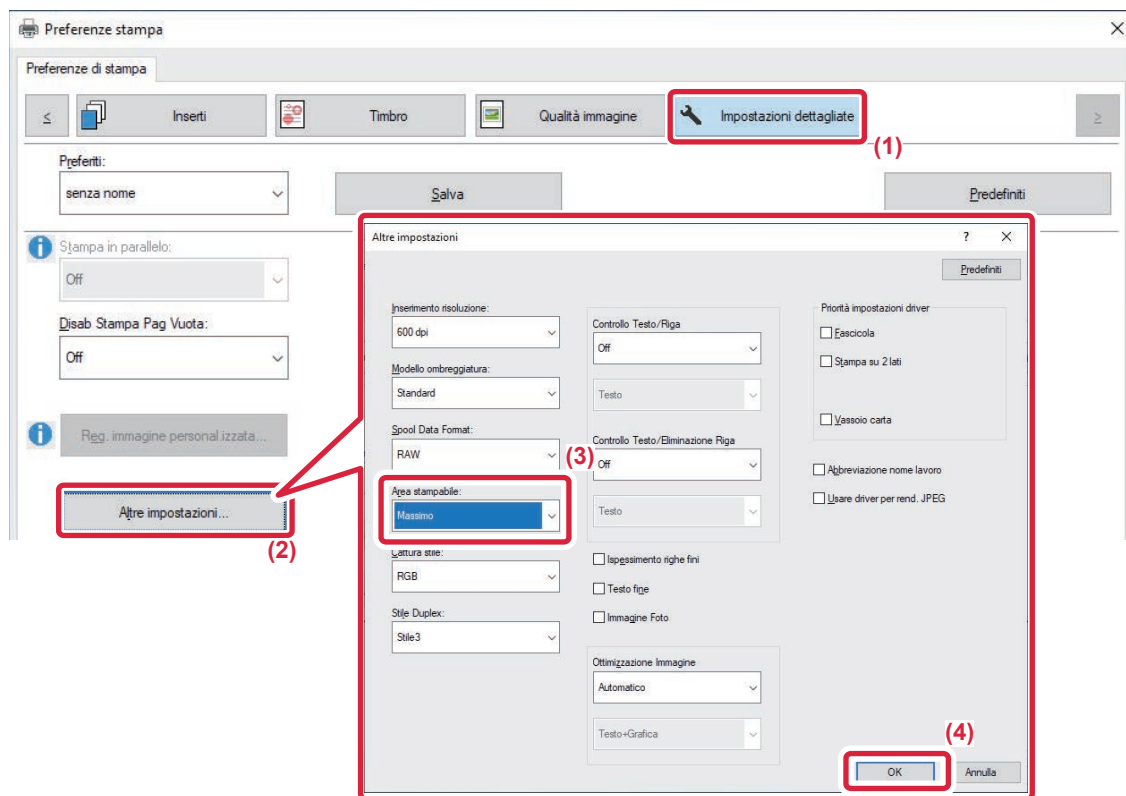 Preferenze stampa
Preferenze di stampa
<
Inserti
Timbro
Qualità immagine
Impostazioni dettagliate
>
(1)
Preferiti:
senza nome
Salva
Predefiniti
Stampa in parallelo:
Off
Disab Stampa Pag Vuota:
Off
Reg. immagine personal.izzata...
Altre impostazioni...
(2)
Altre impostazioni
?
Predefiniti
Inserimento risoluzione:
600 dpi
Modello ombreggiatura:
Standard
Spool Data Format:
RAW
(3)
Area stampabile:
Massimo
Cattura stile:
RGB
Stile Duplex:
Stile3
Controllo Testo/Riga
Off
Testo
Controllo Testo/Eliminazione Riga
Off
Testo
Ispessimento righe fini
Testo fine
Immagine Foto
Ottimizzazione Immagine
Automatico
Testo+Grafica
Priorità impostazioni driver
Fascicola
Stampa su 2 lati
Vassoio carta
Abbreviazione nome lavoro
Usare driver per rend. JPEG
(4)
OK
Annulla